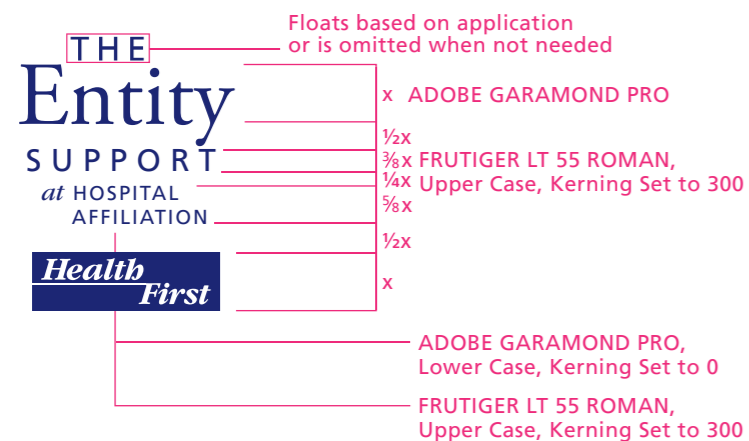 Floats based on application
or is omitted when not needed
THE
Entity
x ADOBE GARAMOND PRO
½x
SUPPORT
⅜x FRUTIGER LT 55 ROMAN,
¼x Upper Case, Kerning Set to 300
at HOSPITAL
⅝x
AFFILIATION
½x
Health
First
x
ADOBE GARAMOND PRO,
Lower Case, Kerning Set to 0
FRUTIGER LT 55 ROMAN,
Upper Case, Kerning Set to 300